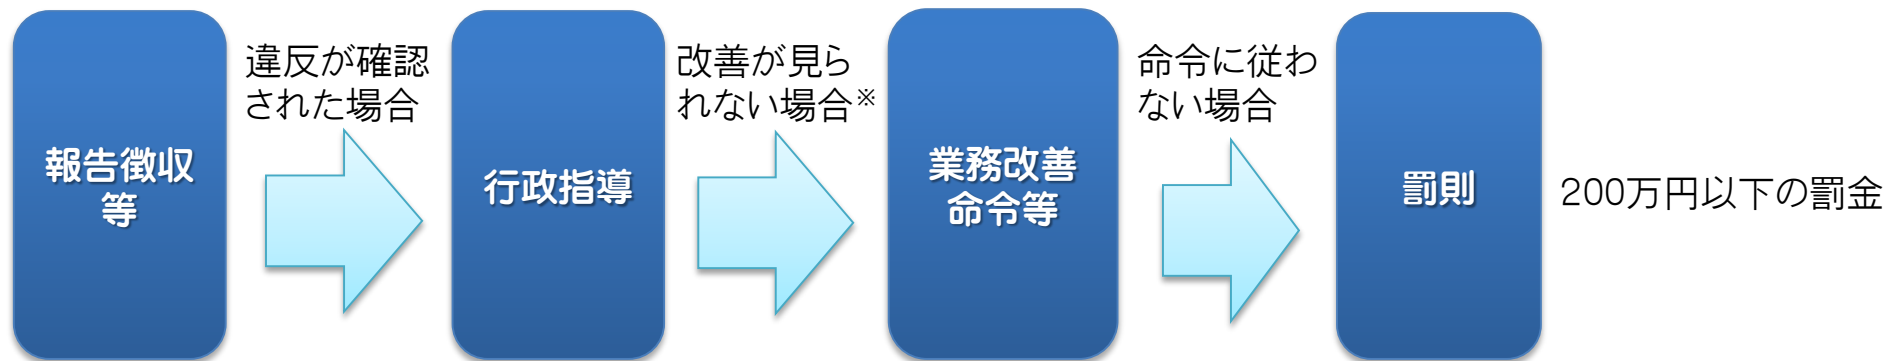 報告徴収
等
違反が確認
された場合
行政指導
改善が見ら
れない場合※
業務改善
命令等
命令に従わ
ない場合
罰則
200万円以下の罰金